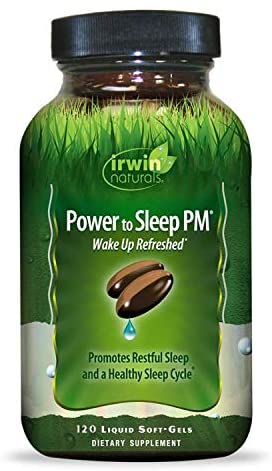 irwin®
naturals®
Power to Sleep PM*
Wake Up Refreshed*
Promotes Restful Sleep
and a Healthy Sleep Cycle*
120 Liquid Soft-Gels
Dietary Supplement